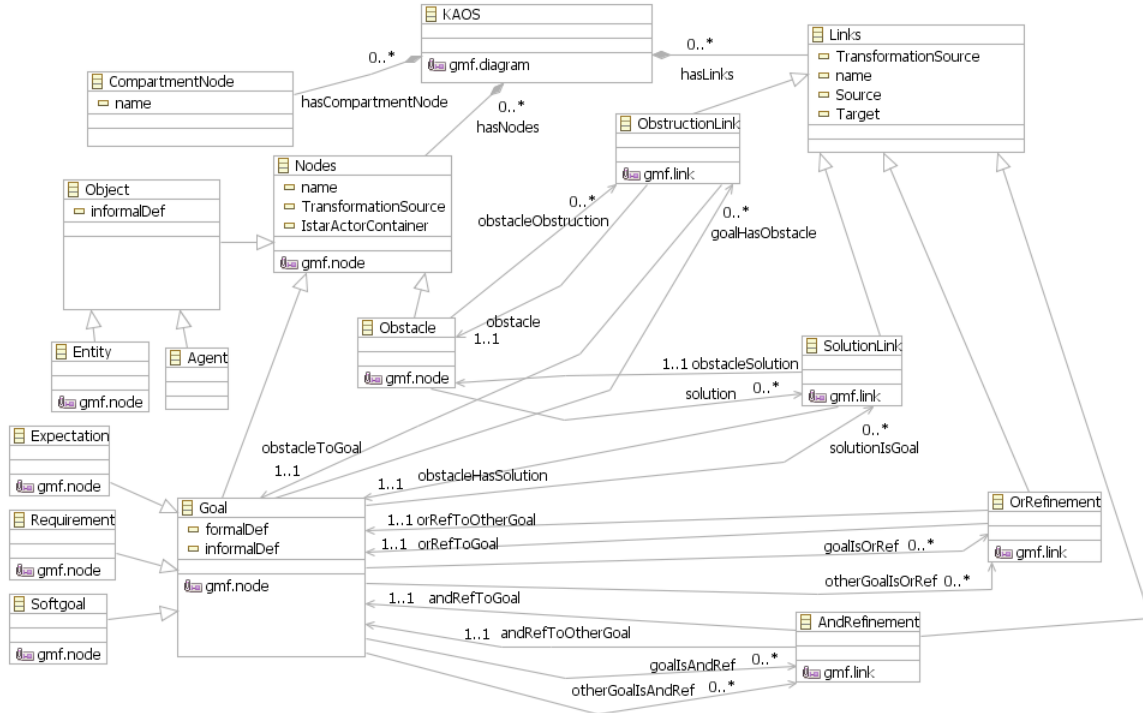 KAOS
gmf.diagram
0..*
hasLinks
Links
TransformationSource
name
Source
Target
CompartmentNode
name
0..*
hasCompartmentNode
0..*
hasNodes
ObstructionLink
gmf.link
Nodes
name
TransformationSource
IstarActorContainer
gmf.node
Object
informalDef
0..*
obstacleObstruction
0..*
goalHasObstacle
Obstacle
gmf.node
obstacle
1..1
Entity
gmf.node
Agent
SolutionLink
gmf.link
1..1 obstacleSolution
solution 0..*
0..*
solutionIsGoal
obstacleToGoal
1..1
obstacleHasSolution
1..1
Expectation
gmf.node
Requirement
gmf.node
Softgoal
gmf.node
Goal
formalDef
informalDef
gmf.node
OrRefinement
gmf.link
1..1 orRefToOtherGoal
1..1 orRefToGoal
goalIsOrRef 0..*
otherGoalIsOrRef 0..*
1..1 andRefToGoal
1..1 andRefToOtherGoal
AndRefinement
gmf.link
goalIsAndRef 0..*
otherGoalIsAndRef 0..*